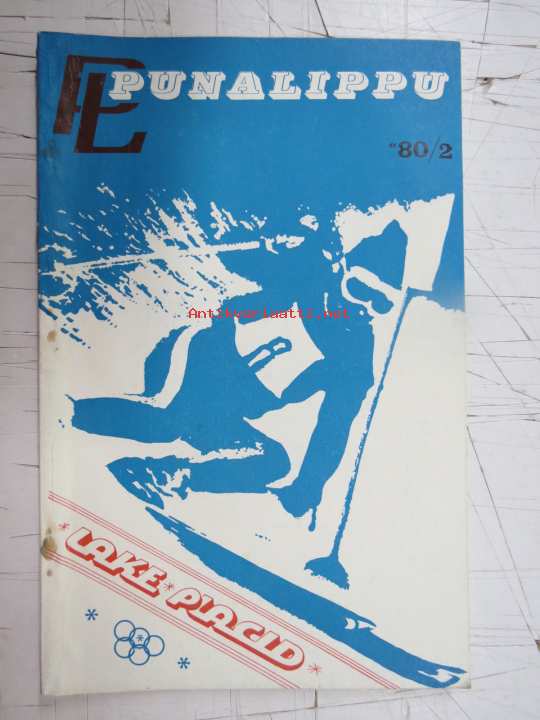 PL PUNALIPPU
'80/2
Antikvariaatti.net
*LAKE*PLACID*